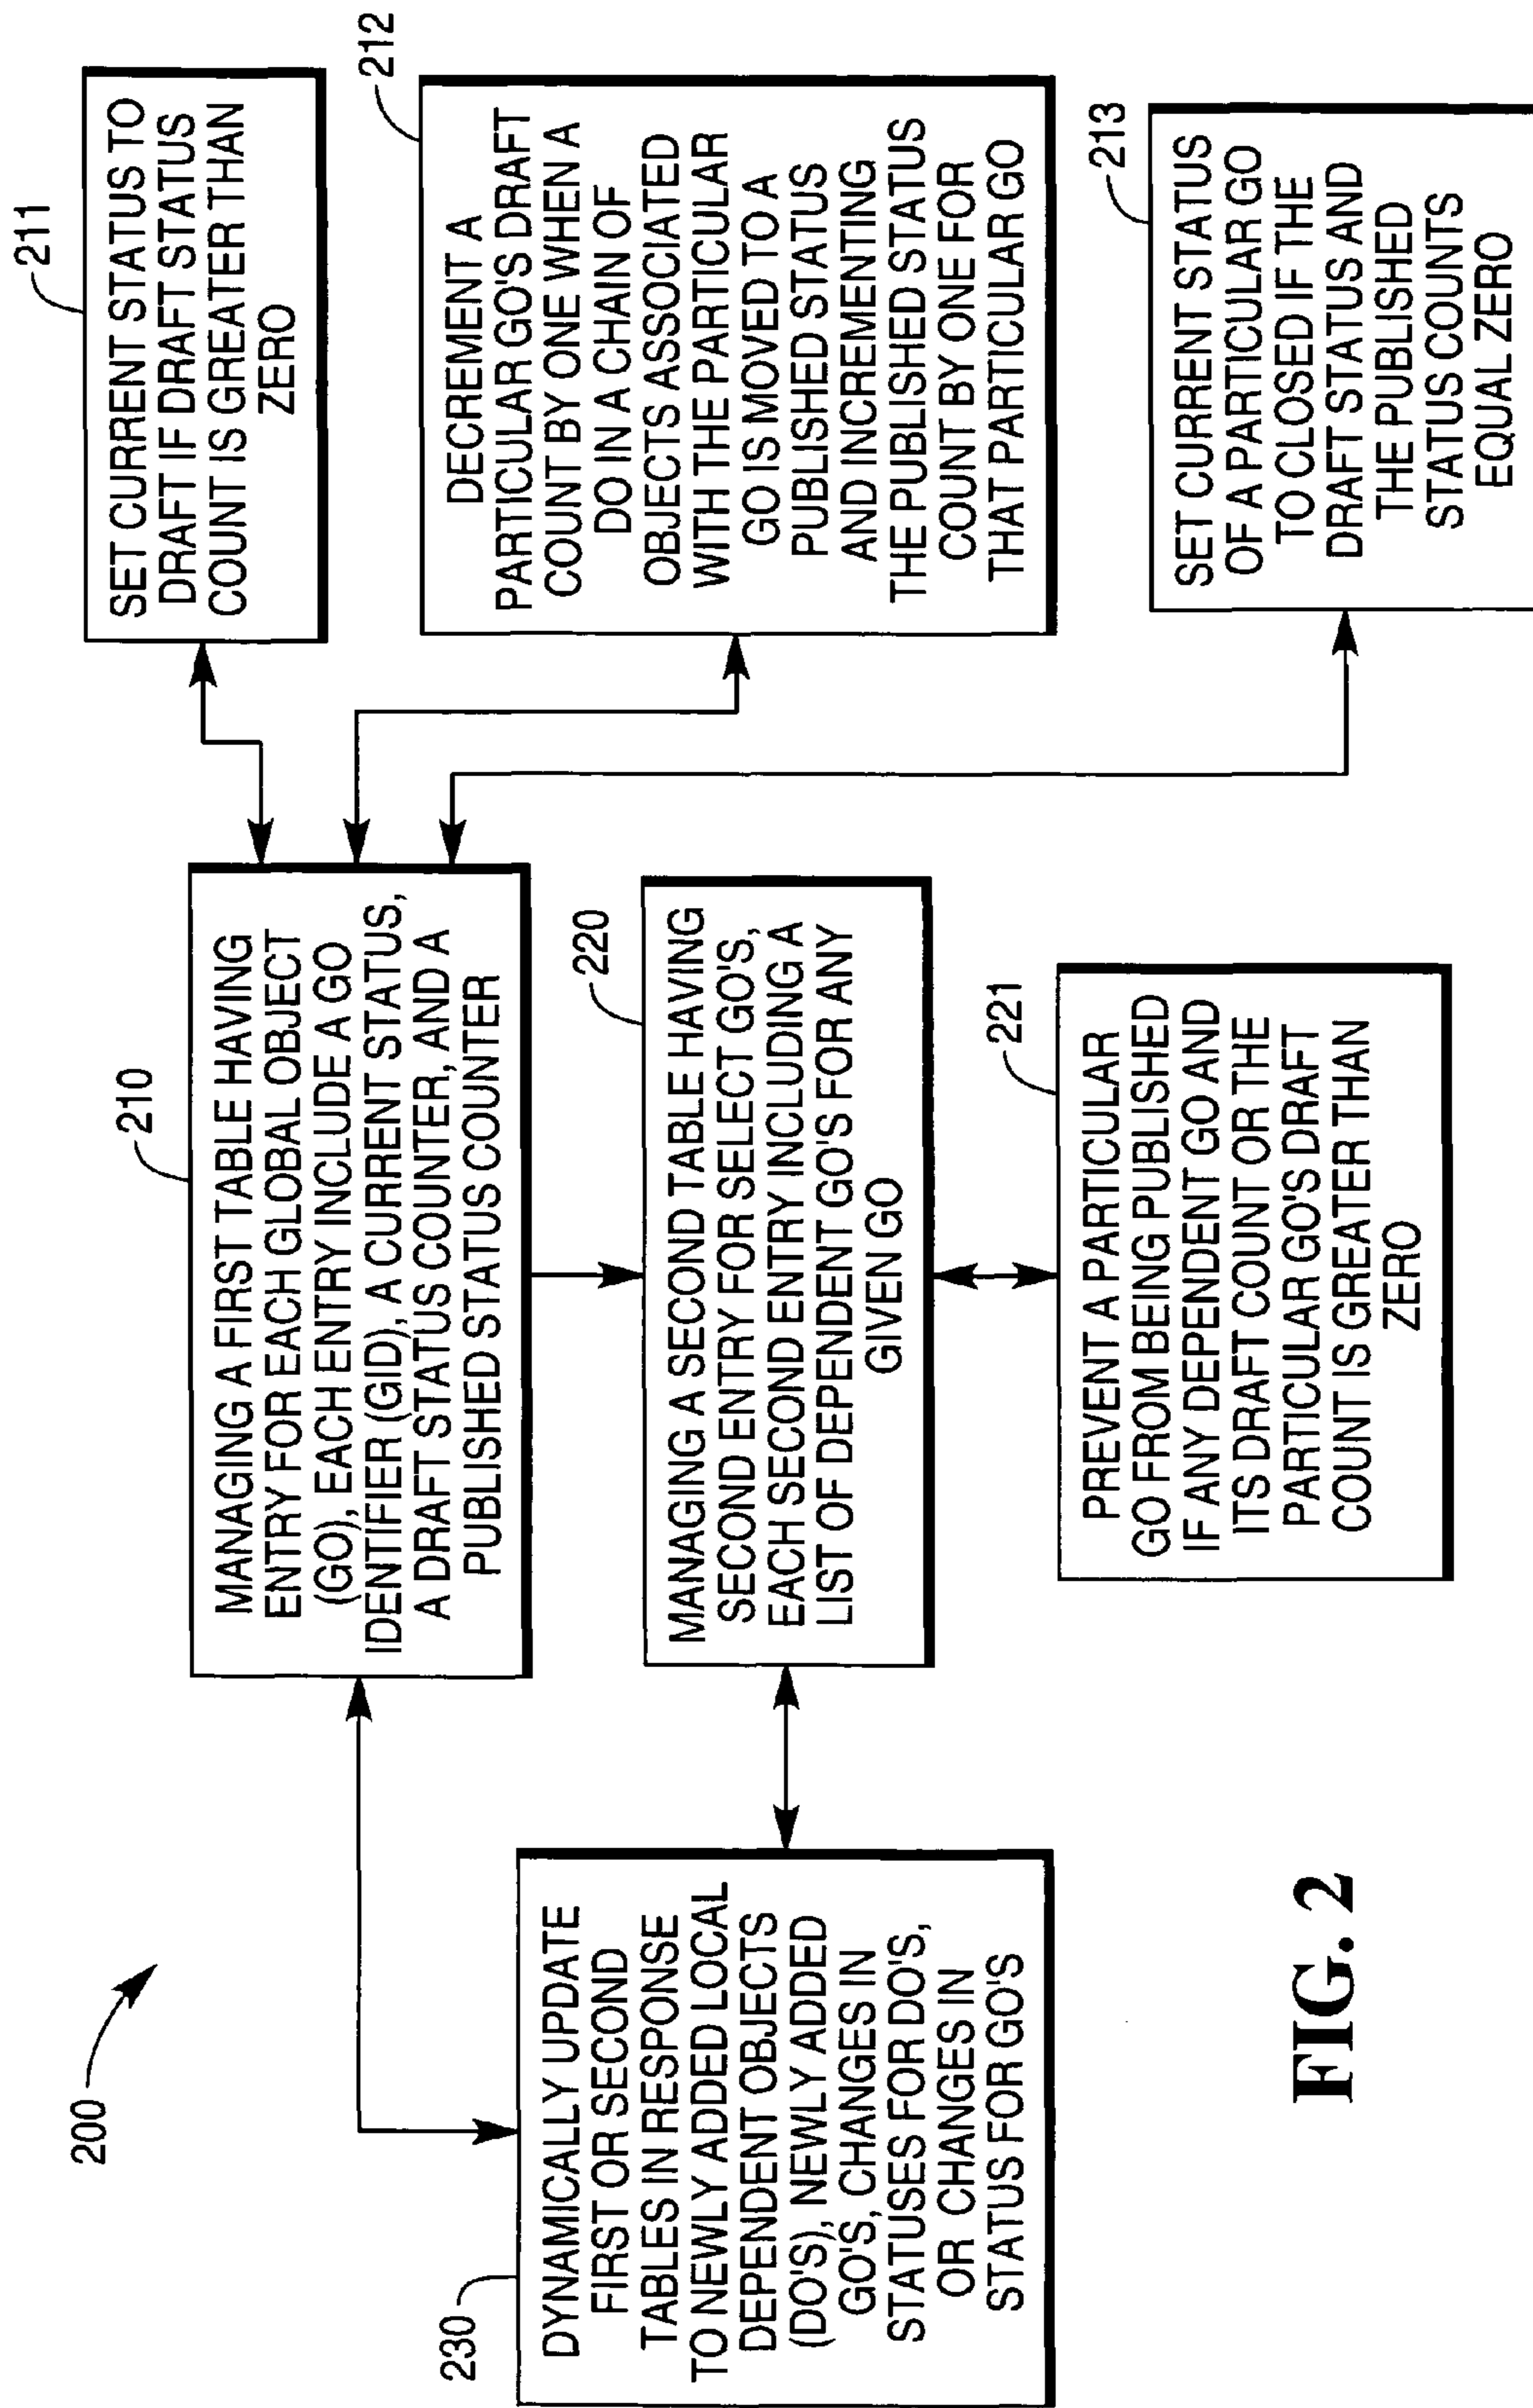 200
210
MANAGING A FIRST TABLE HAVING
ENTRY FOR EACH GLOBAL OBJECT
(GO), EACH ENTRY INCLUDE A GO
IDENTIFIER (GID), A CURRENT STATUS,
A DRAFT STATUS COUNTER, AND A
PUBLISHED STATUS COUNTER
211
SET CURRENT STATUS TO
DRAFT IF DRAFT STATUS
COUNT IS GREATER THAN
ZERO
212
DECREMENT A
PARTICULAR GO'S DRAFT
COUNT BY ONE WHEN A
DO IN A CHAIN OF
OBJECTS ASSOCIATED
WITH THE PARTICULAR
GO IS MOVED TO A
PUBLISHED STATUS
AND INCREMENTING
THE PUBLISHED STATUS
COUNT BY ONE FOR
THAT PARTICULAR GO
213
SET CURRENT STATUS
OF A PARTICULAR GO
TO CLOSED IF THE
DRAFT STATUS AND
THE PUBLISHED
STATUS COUNTS
EQUAL ZERO
220
MANAGING A SECOND TABLE HAVING
SECOND ENTRY FOR SELECT GO'S,
EACH SECOND ENTRY INCLUDING A
LIST OF DEPENDENT GO'S FOR ANY
GIVEN GO
221
PREVENT A PARTICULAR
GO FROM BEING PUBLISHED
IF ANY DEPENDENT GO AND
ITS DRAFT COUNT OR THE
PARTICULAR GO'S DRAFT
COUNT IS GREATER THAN
ZERO
230
DYNAMICALLY UPDATE
FIRST OR SECOND
TABLES IN RESPONSE
TO NEWLY ADDED LOCAL
DEPENDENT OBJECTS
(DO'S), NEWLY ADDED
GO'S, CHANGES IN
STATUSES FOR DO'S,
OR CHANGES IN
STATUS FOR GO'S
FIG. 2